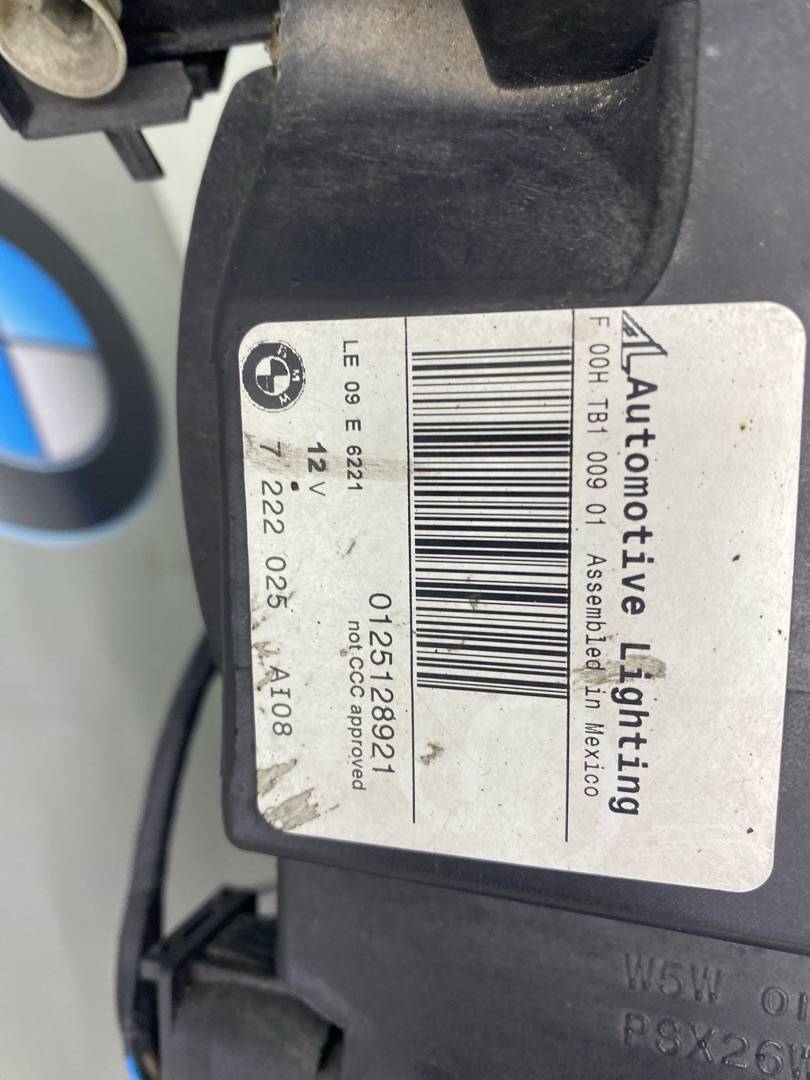 Automotive Lighting
F 00H TB1 009 01 Assembled in Mexico
0125128921
not CCC approved
LE 09 E 6221
12 V
BMW
7 222 025 AI08
W5W
PSX26W